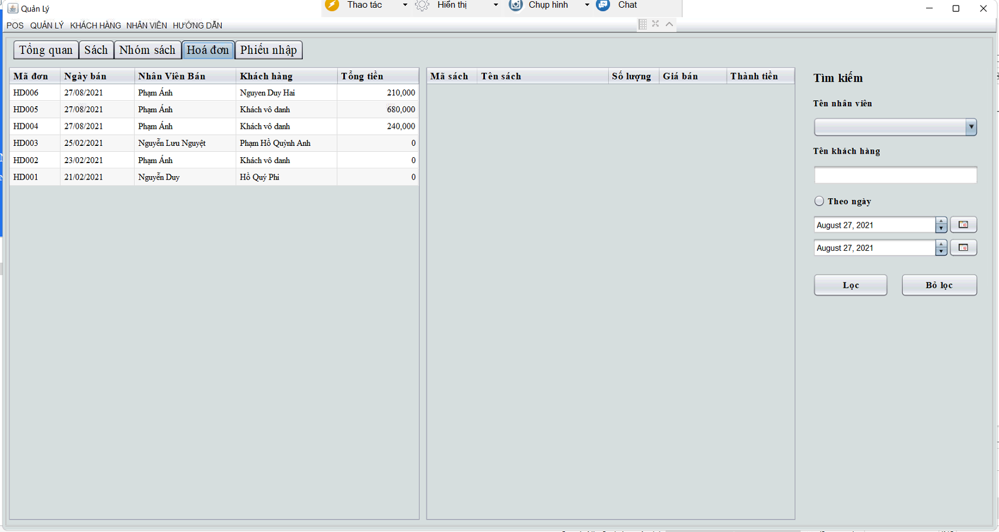 Quản Lý
Thao tác Hiển thị Chụp hình Chat
POS QUẢN LÝ KHÁCH HÀNG NHÂN VIÊN HƯỚNG DẪN
Tổng quan Sách Nhóm sách Hoá đơn Phiếu nhập
Mã đơn Ngày bán Nhân Viên Bán Khách hàng Tổng tiền
HD006 27/08/2021 Phạm Ánh Nguyen Duy Hai 210,000
HD005 27/08/2021 Phạm Ánh Khách vô danh 680,000
HD004 27/08/2021 Phạm Ánh Khách vô danh 240,000
HD003 25/02/2021 Nguyễn Lưu Nguyệt Phạm Hồ Quỳnh Anh 0
HD002 23/02/2021 Phạm Ánh Khách vô danh 0
HD001 21/02/2021 Nguyễn Duy Hồ Quý Phi 0
Mã sách Tên sách Số lượng Giá bán Thành tiền
Tìm kiếm
Tên nhân viên
Tên khách hàng
Theo ngày
August 27, 2021
August 27, 2021
Lọc Bỏ lọc